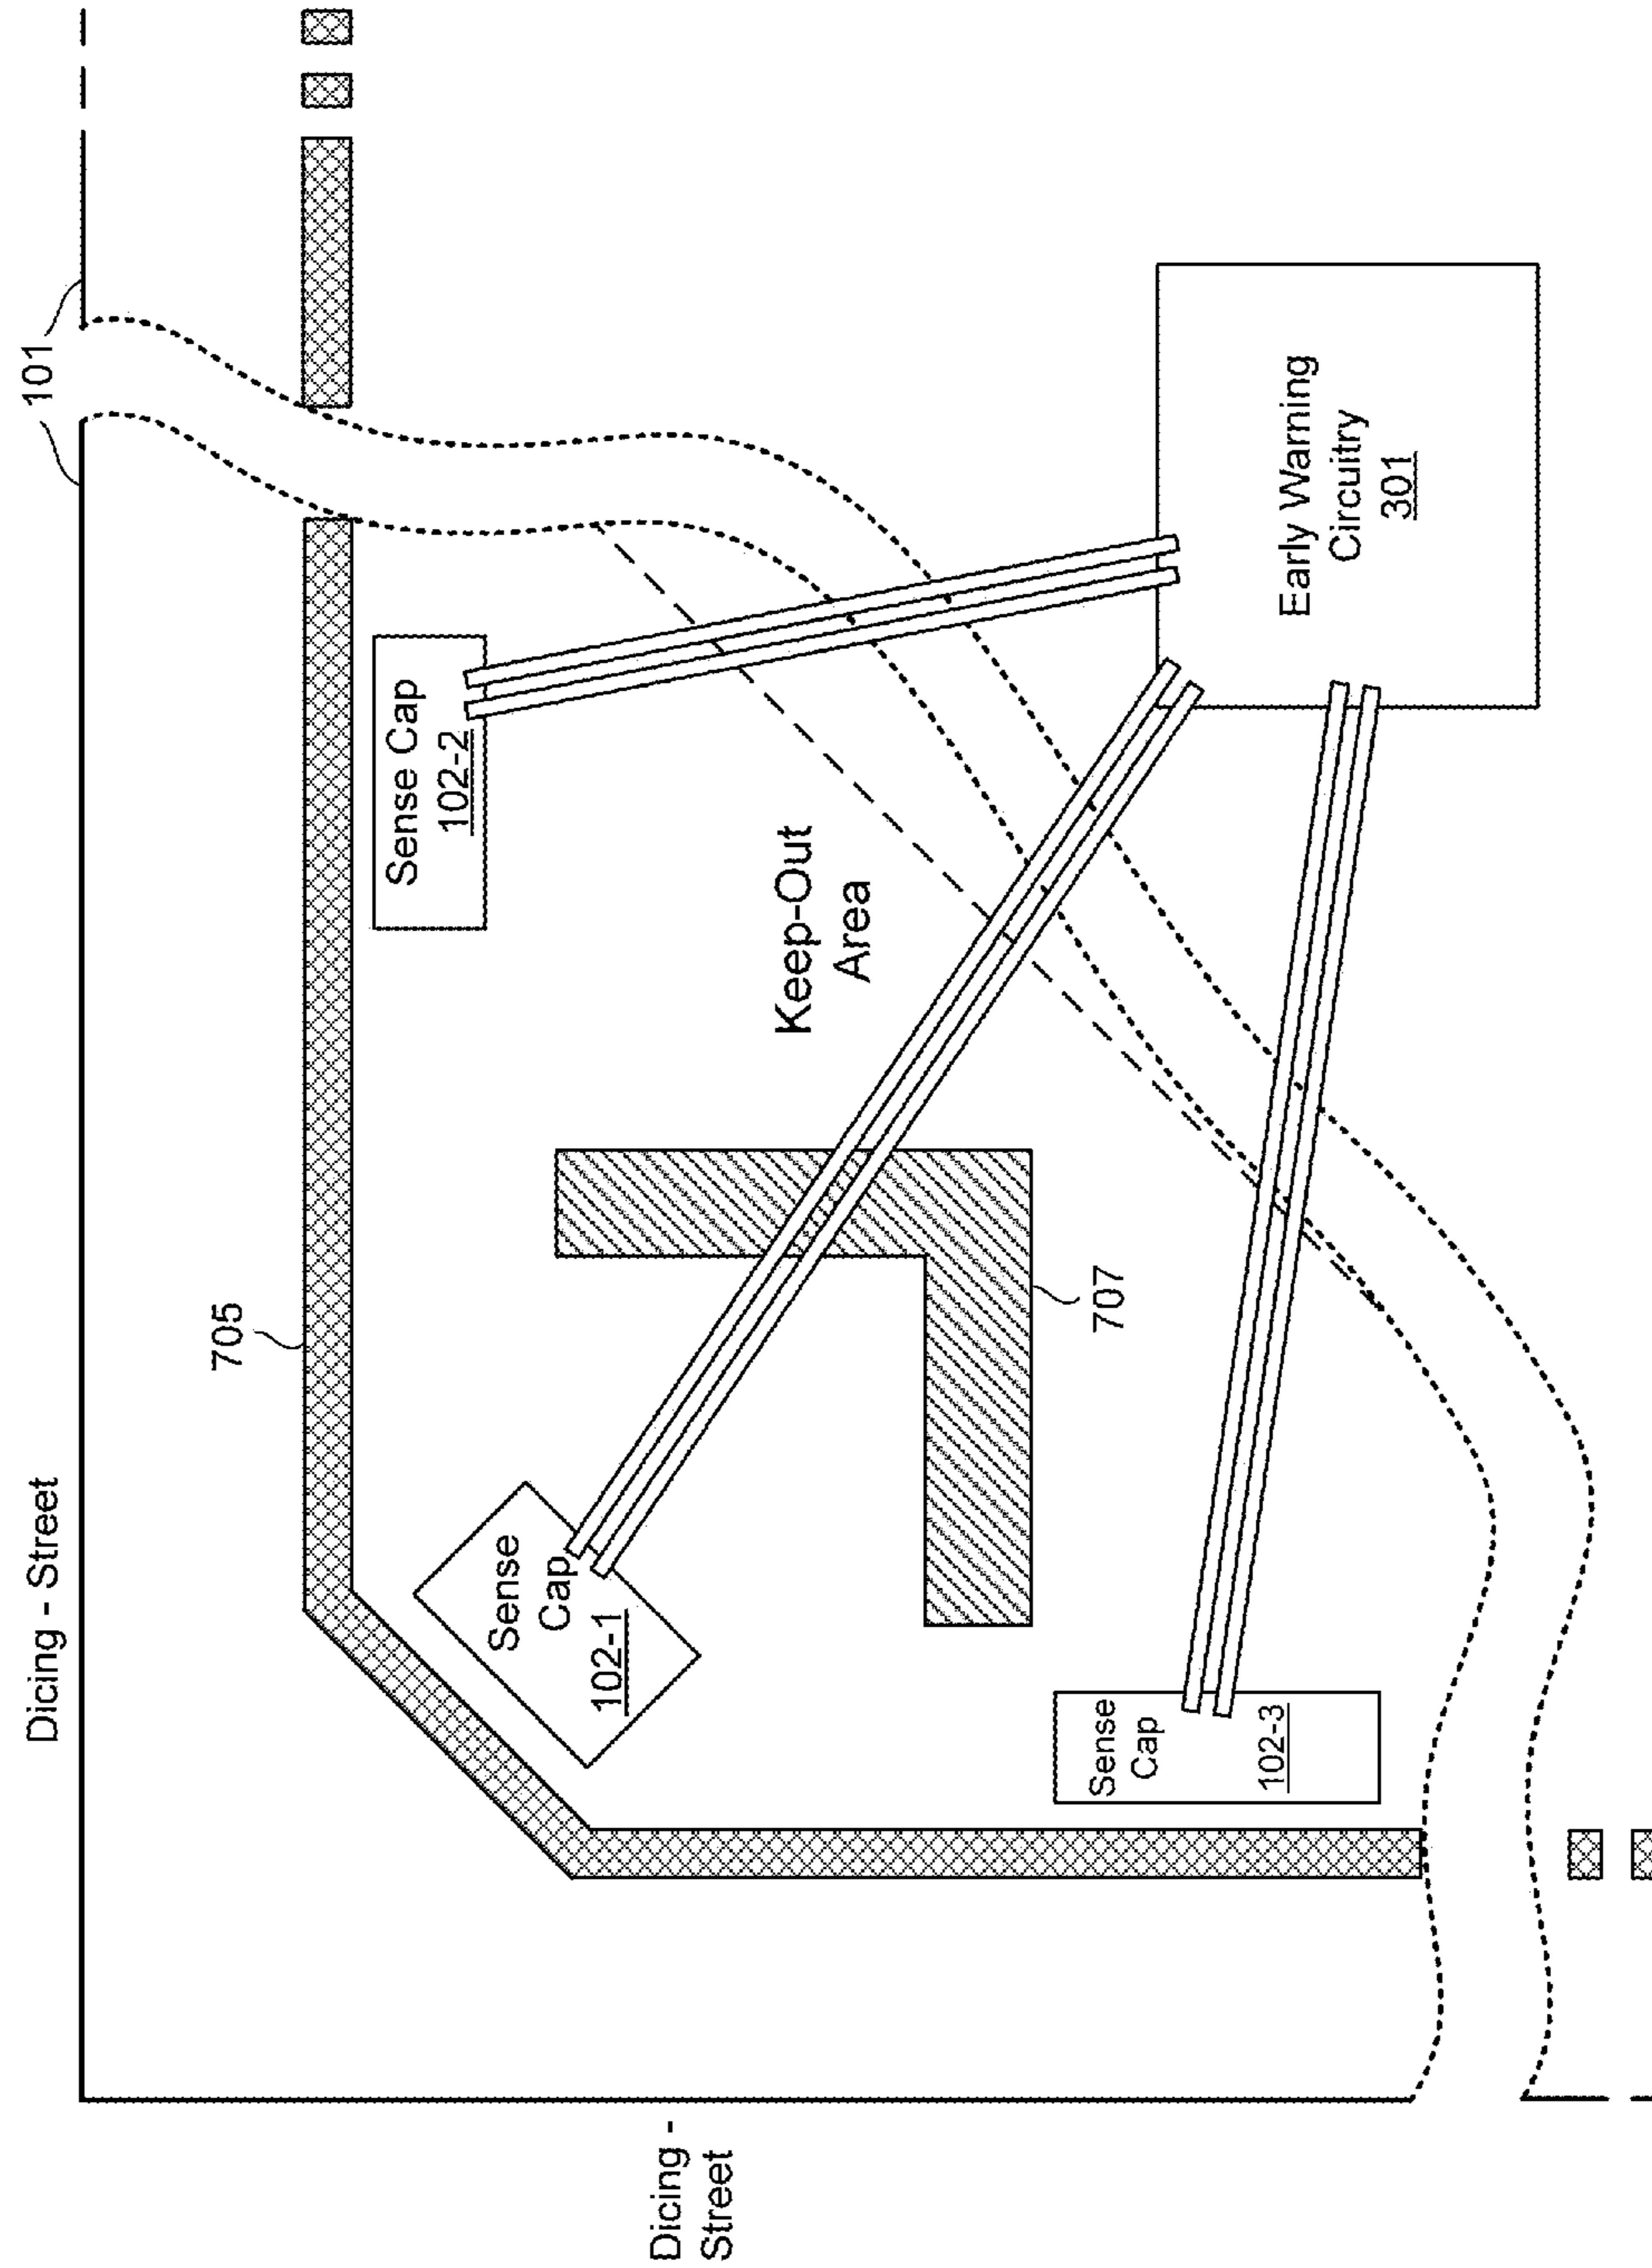 Dicing - Street
101
705
Sense Cap
102-2
Sense
Cap
102-1
Keep-Out
Area
707
Dicing -
Street
Sense
Cap
102-3
Early Warning
Circuitry
301